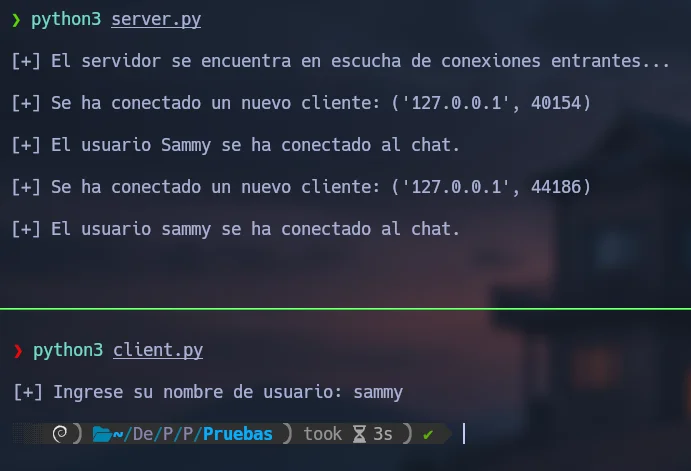 ❯ python3 server.py
[+] El servidor se encuentra en escucha de conexiones entrantes...
[+] Se ha conectado un nuevo cliente: ('127.0.0.1', 40154)
[+] El usuario Sammy se ha conectado al chat.
[+] Se ha conectado un nuevo cliente: ('127.0.0.1', 44186)
[+] El usuario sammy se ha conectado al chat.
❯ python3 client.py
[+] Ingrese su nombre de usuario: sammy
~/De/P/P/Pruebas ) took ⌛ 3s ) ✔